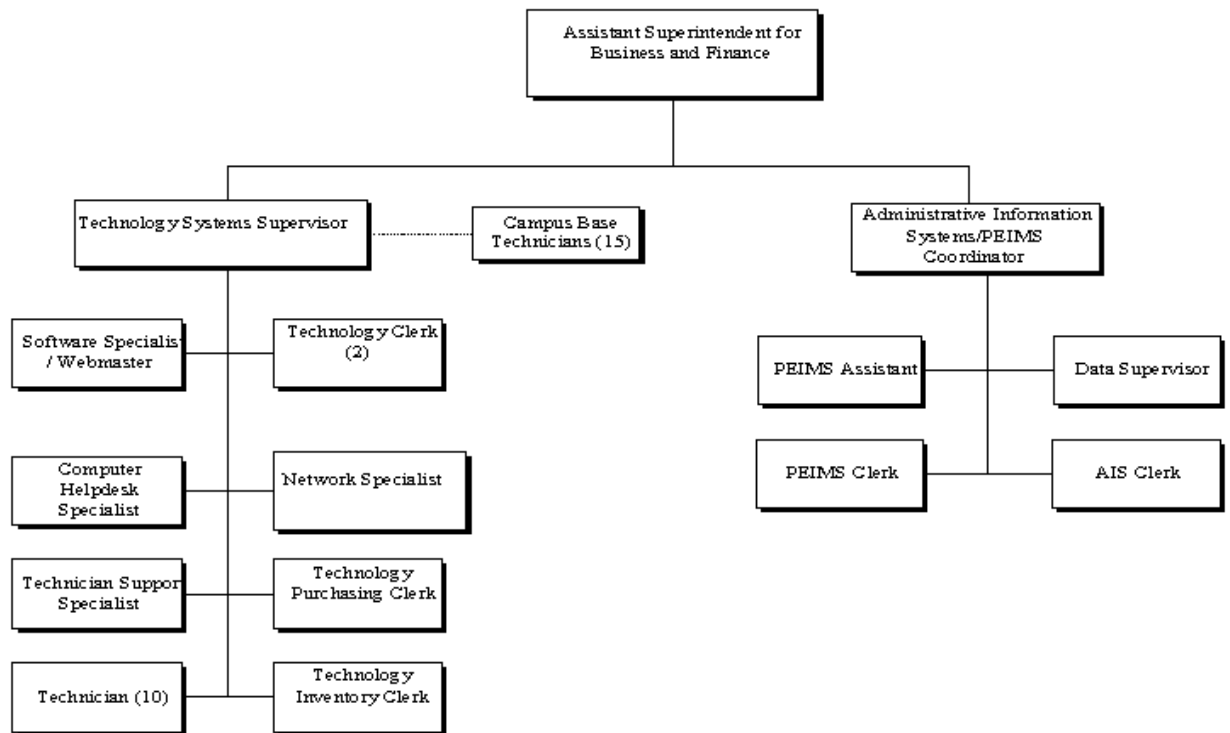 Assistant Superintendent for
Business and Finance
Technology Systems Supervisor
Campus Base
Technicians (15)
Administrative Information
Systems/PEIMS
Coordinator
Software Specialist
/ Webmaster
Technology Clerk
(2)
PEIMS Assistant
Data Supervisor
Computer
Helpdesk
Specialist
Network Specialist
PEIMS Clerk
AIS Clerk
Technician Support
Specialist
Technology
Purchasing Clerk
Technician (10)
Technology
Inventory Clerk